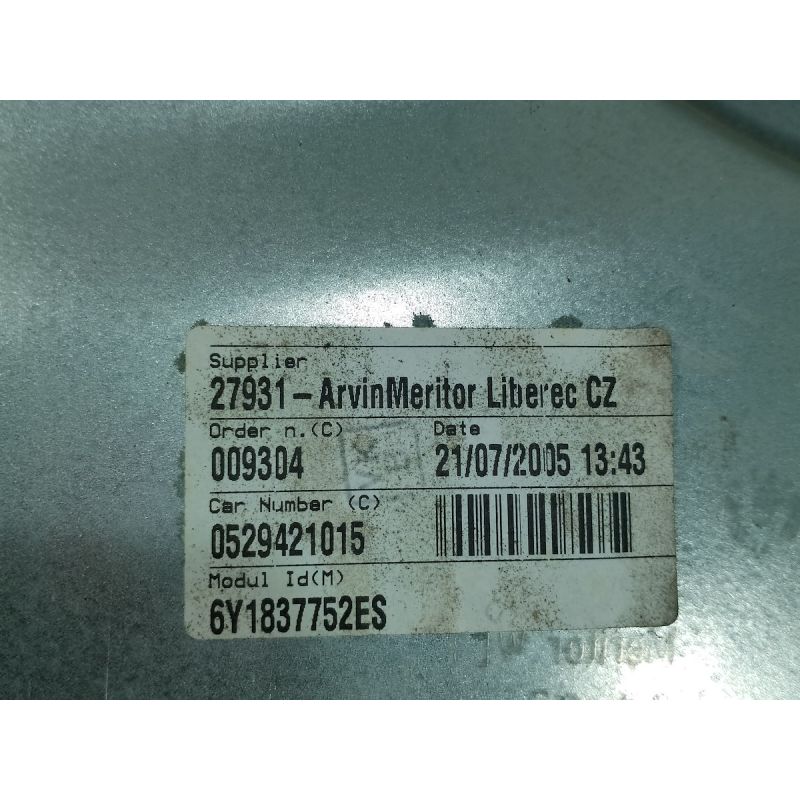 Supplier
27931-ArvinMeritor Liberec CZ
Order n.(C) Date
009304 21/07/2005 13:43
Car Number (C)
0529421015
Modul Id(M)
6Y1837752ES